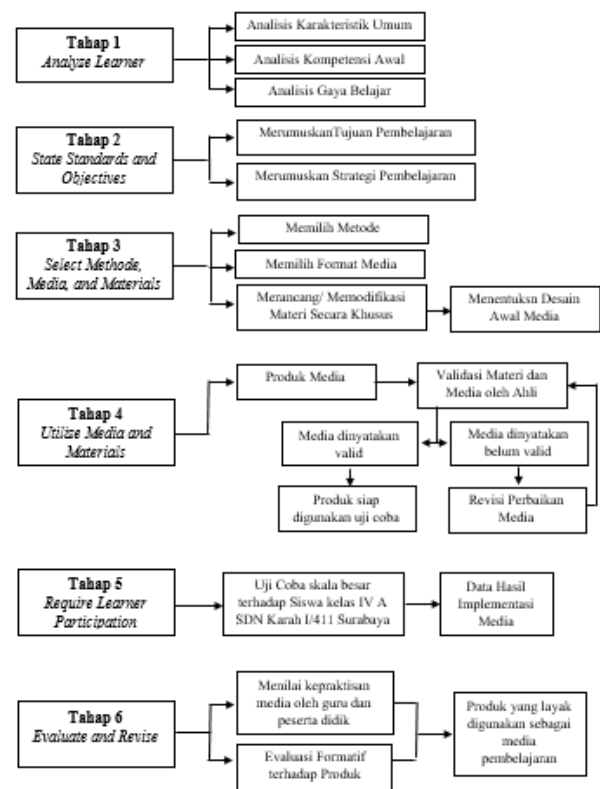 Tahap 1
Analyze Learner
Analisis Karakteristik Umum
Analisis Kompetensi Awal
Analisis Gaya Belajar
Tahap 2
State Standards and
Objectives
MerumuskanTujuan Pembelajaran
Merumuskan Strategi Pembelajaran
Tahap 3
Select Methode,
Media, and Materials
Memilih Metode
Memilih Format Media
Merancang/ Memodifikasi
Materi Secara Khusus
Menentuksn Desain
Awal Media
Tahap 4
Utilize Media and
Materials
Produk Media
Validasi Materi dan
Media oleh Ahli
Media dinyatakan
valid
Media dinyatakan
belum valid
Produk siap
digunakan uji coba
Revisi Perbaikan
Media
Tahap 5
Require Learner
Participation
Uji Coba skala besar
terhadap Siswa kelas IV A
SDN Karah I/411 Surabaya
Data Hasil
Implementasi
Media
Tahap 6
Evaluate and Revise
Menilai kepraktisan
media oleh guru dan
peserta didik
Evaluasi Formatif
terhadap Produk
Produk yang layak
digunakan sebagai
media
pembelajaran